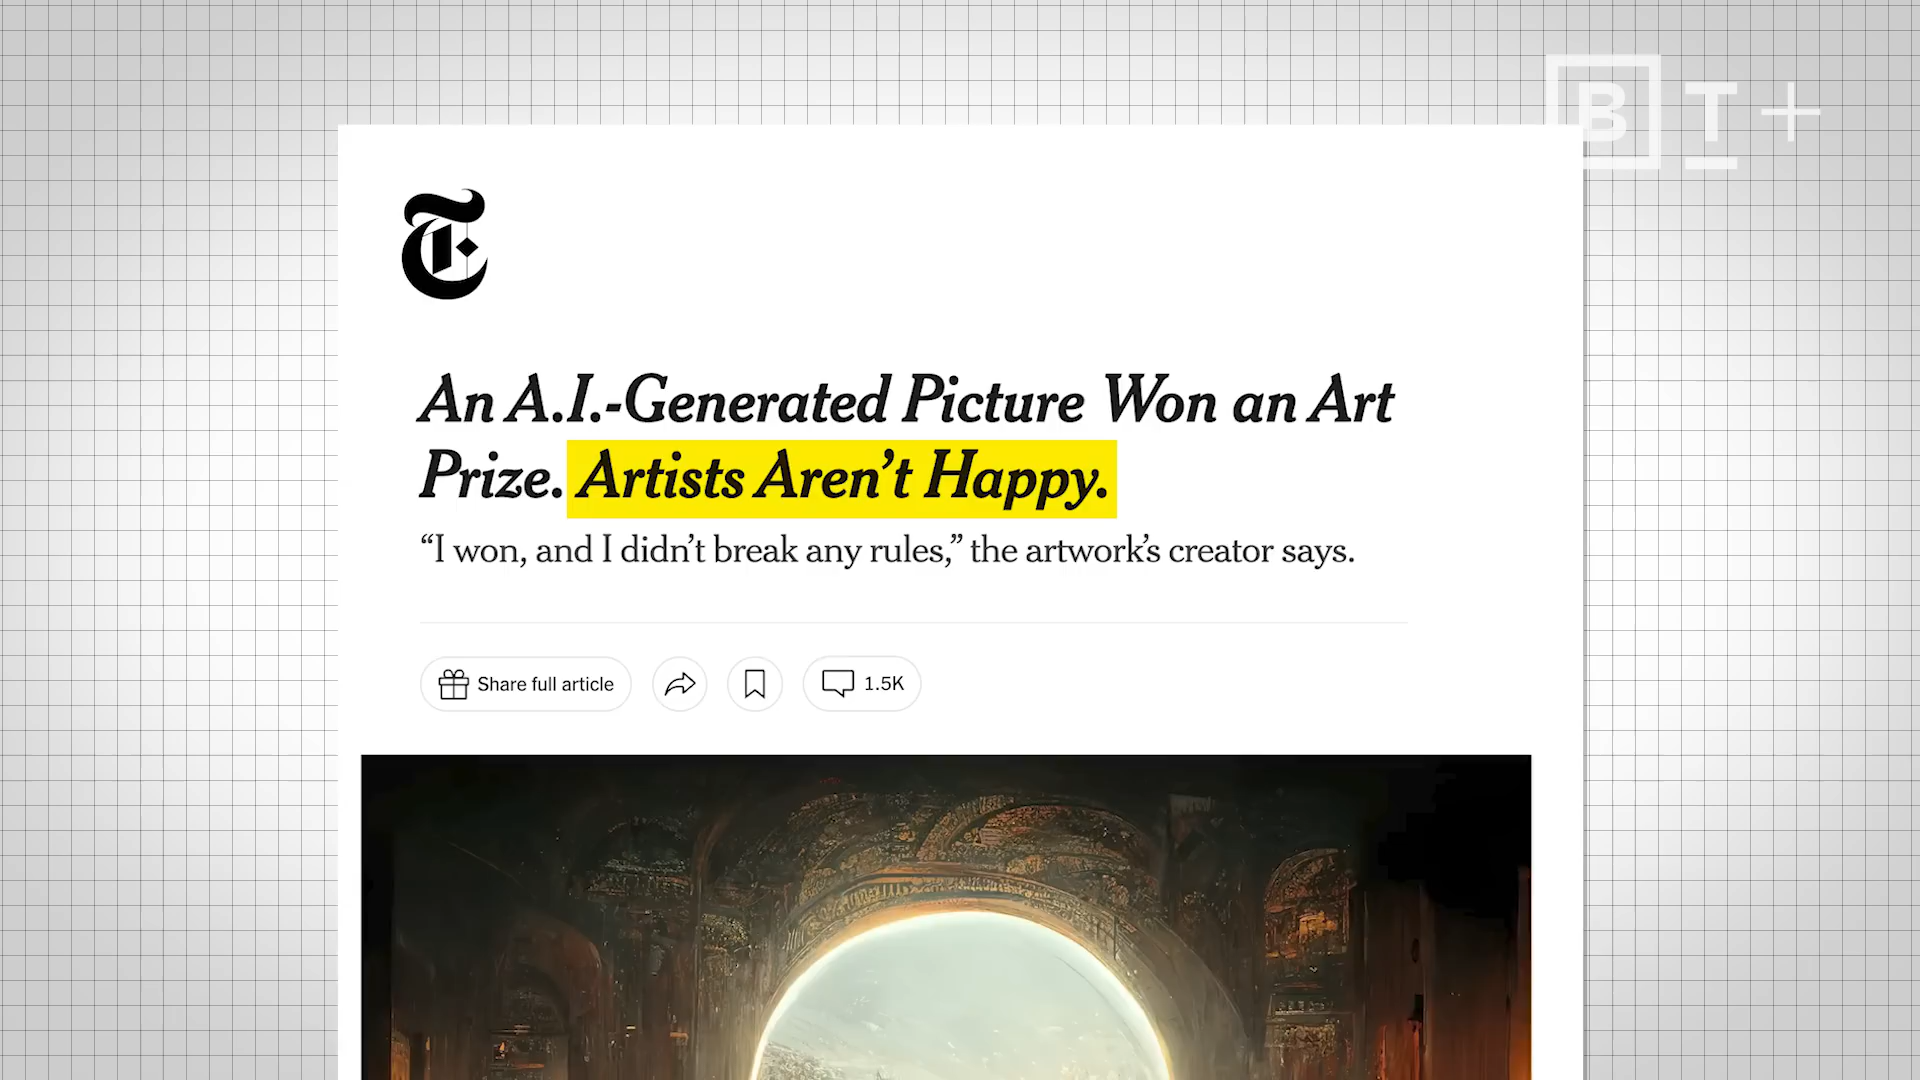 B T +
T
An A.I.-Generated Picture Won an Art
Prize. Artists Aren’t Happy.
“I won, and I didn’t break any rules,” the artwork’s creator says.
Share full article
1.5K